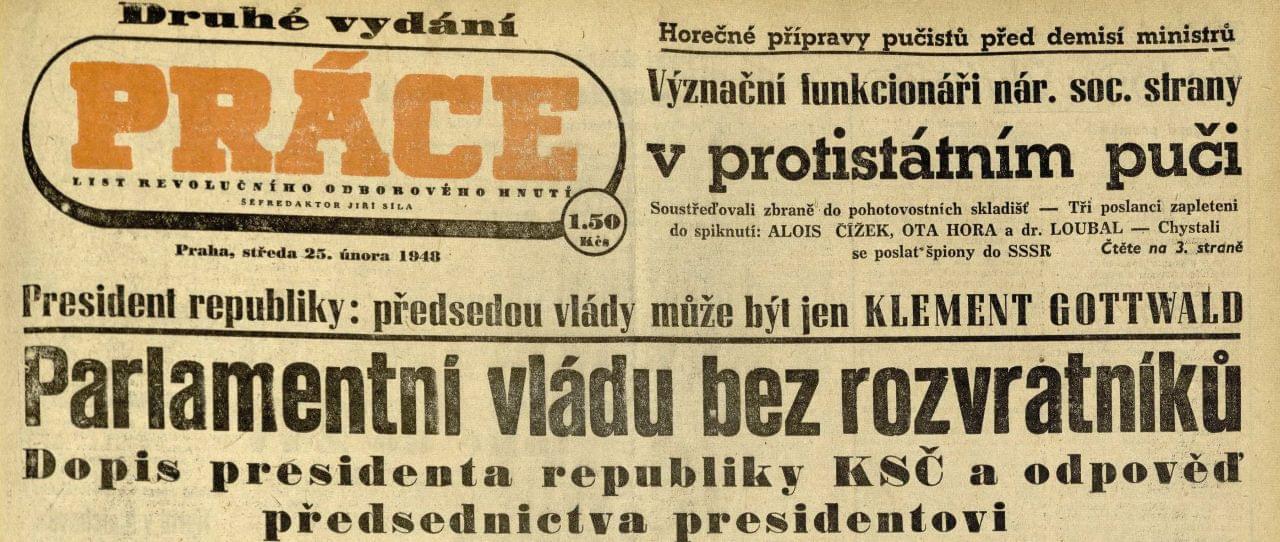 Druhé vydání
PRÁCE
LIST REVOLUČNÍHO ODBOROVÉHO HNUTÍ
ŠÉFREDAKTOR JIŘÍ SÍLA
1.50
Kčs
Praha, středa 25. února 1948
Horečné přípravy pučistů před demisí ministrů
Význační funkcionáři nár. soc. strany
v protistátním puči
Soustřeďovali zbraně do pohotovostních skladišť — Tři poslanci zapleteni
do spiknutí: ALOIS ČÍŽEK, OTA HORA a dr. LOUBAL — Chystali
se poslat špiony do SSSR Čtěte na 3. straně
President republiky: předsedou vlády může být jen KLEMENT GOTTWALD
Parlamentní vládu bez rozvratníků
Dopis presidenta republiky KSČ a odpověď
předsednictva presidentovi